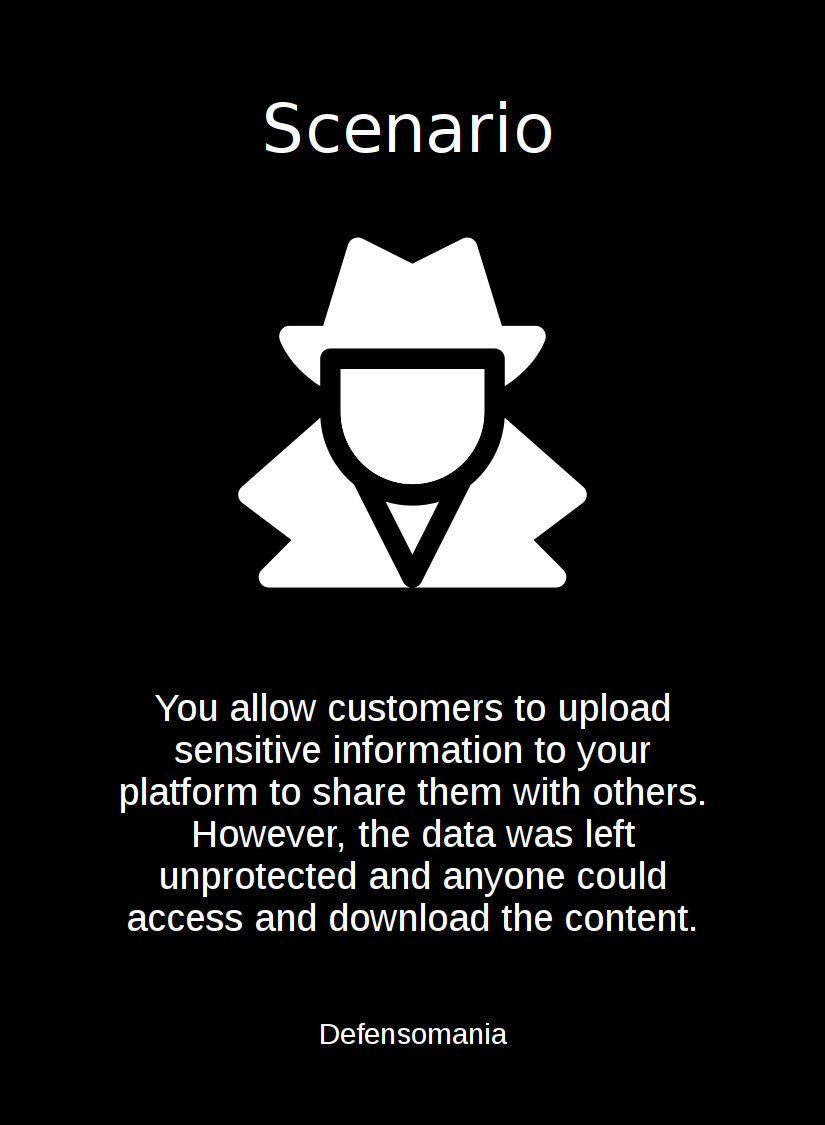 Scenario
You allow customers to upload
sensitive information to your
platform to share them with others.
However, the data was left
unprotected and anyone could
access and download the content.
Defensomania